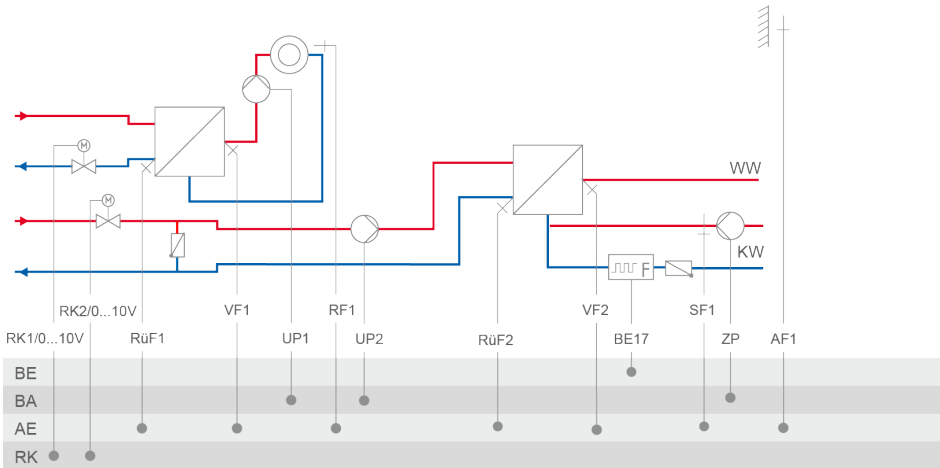 M
M
WW
F
KW
RK2/0...10V
VF1
RF1
VF2
SF1
RK1/0...10V
RüF1
UP1
UP2
RüF2
BE17
ZP
AF1
BE
BA
AE
RK